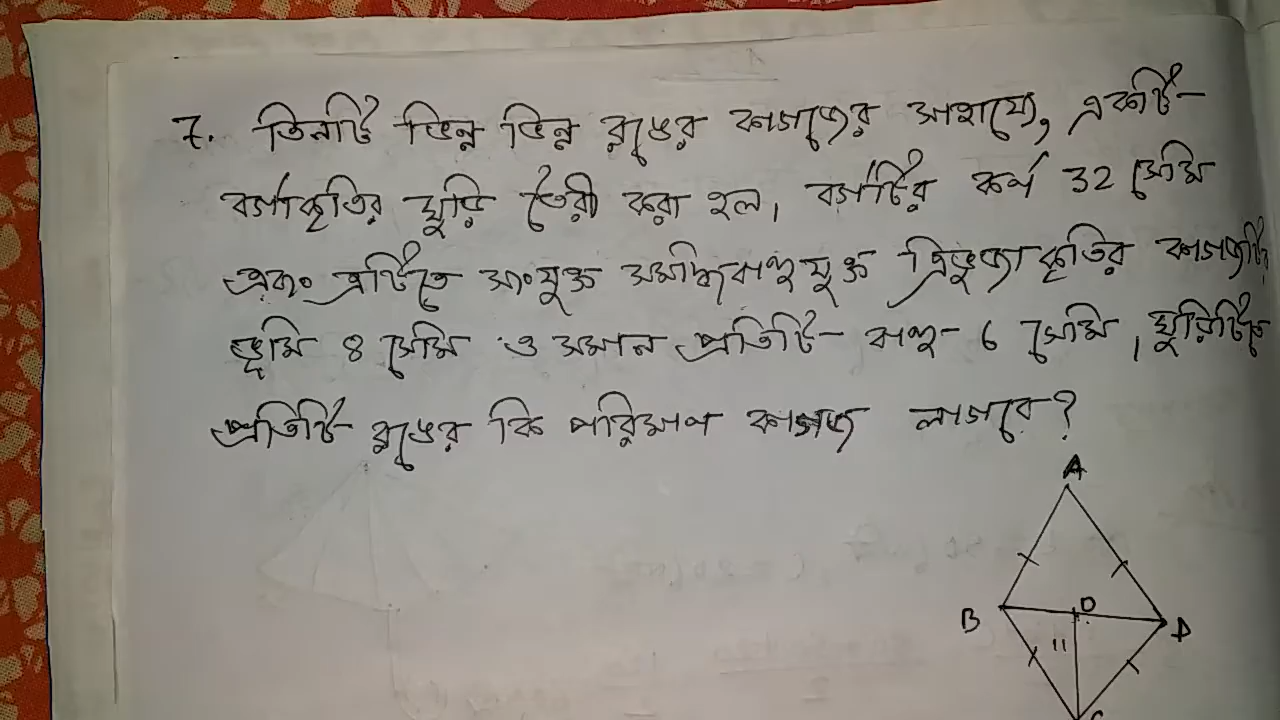 7. তিনটি ভিন্ন ভিন্ন রঙের কাগজের সাহায্যে, একটি
বর্গাকৃতির ঘুড়ি তৈরী করা হল। বর্গটির কর্ণ 32 সেমি
এবং এটিতে সংযুক্ত সমদ্বিবাহুযুক্ত ত্রিভুজাকৃতির কাগজটির
ভূমি 8 সেমি ও সমান প্রতিটি বাহু 6 সেমি, ঘুড়িটিতে
প্রতিটি রঙের কি পরিমাণ কাগজ লাগবে?
A
B
O
D
11
C